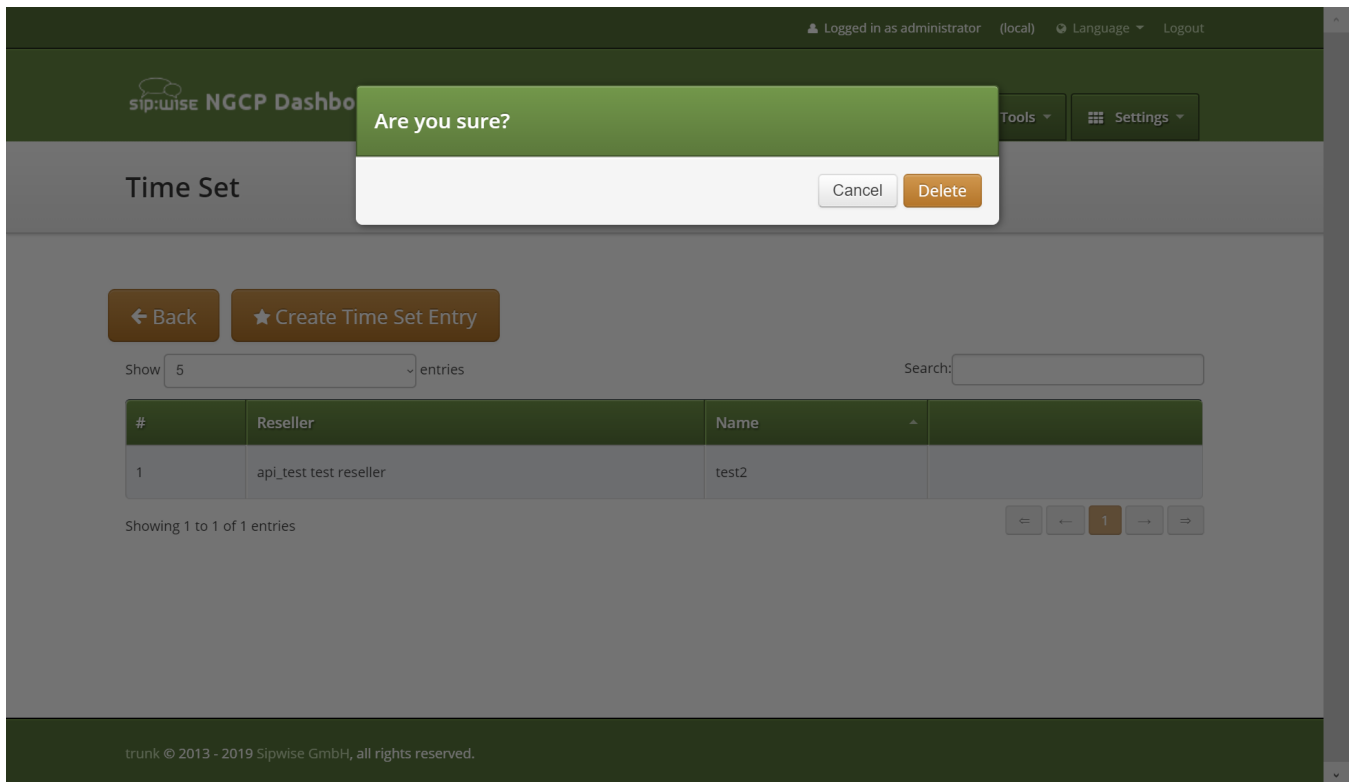 Logged in as administrator (local) Language Logout
sip:wise NGCP Dashbo
Are you sure?
Tools Settings
Time Set
Cancel Delete
Back Create Time Set Entry
Show 5 entries Search:
# Reseller Name
1 api_test test reseller test2
Showing 1 to 1 of 1 entries ⇐ ← 1 → ⇒
trunk © 2013 - 2019 Sipwise GmbH, all rights reserved.